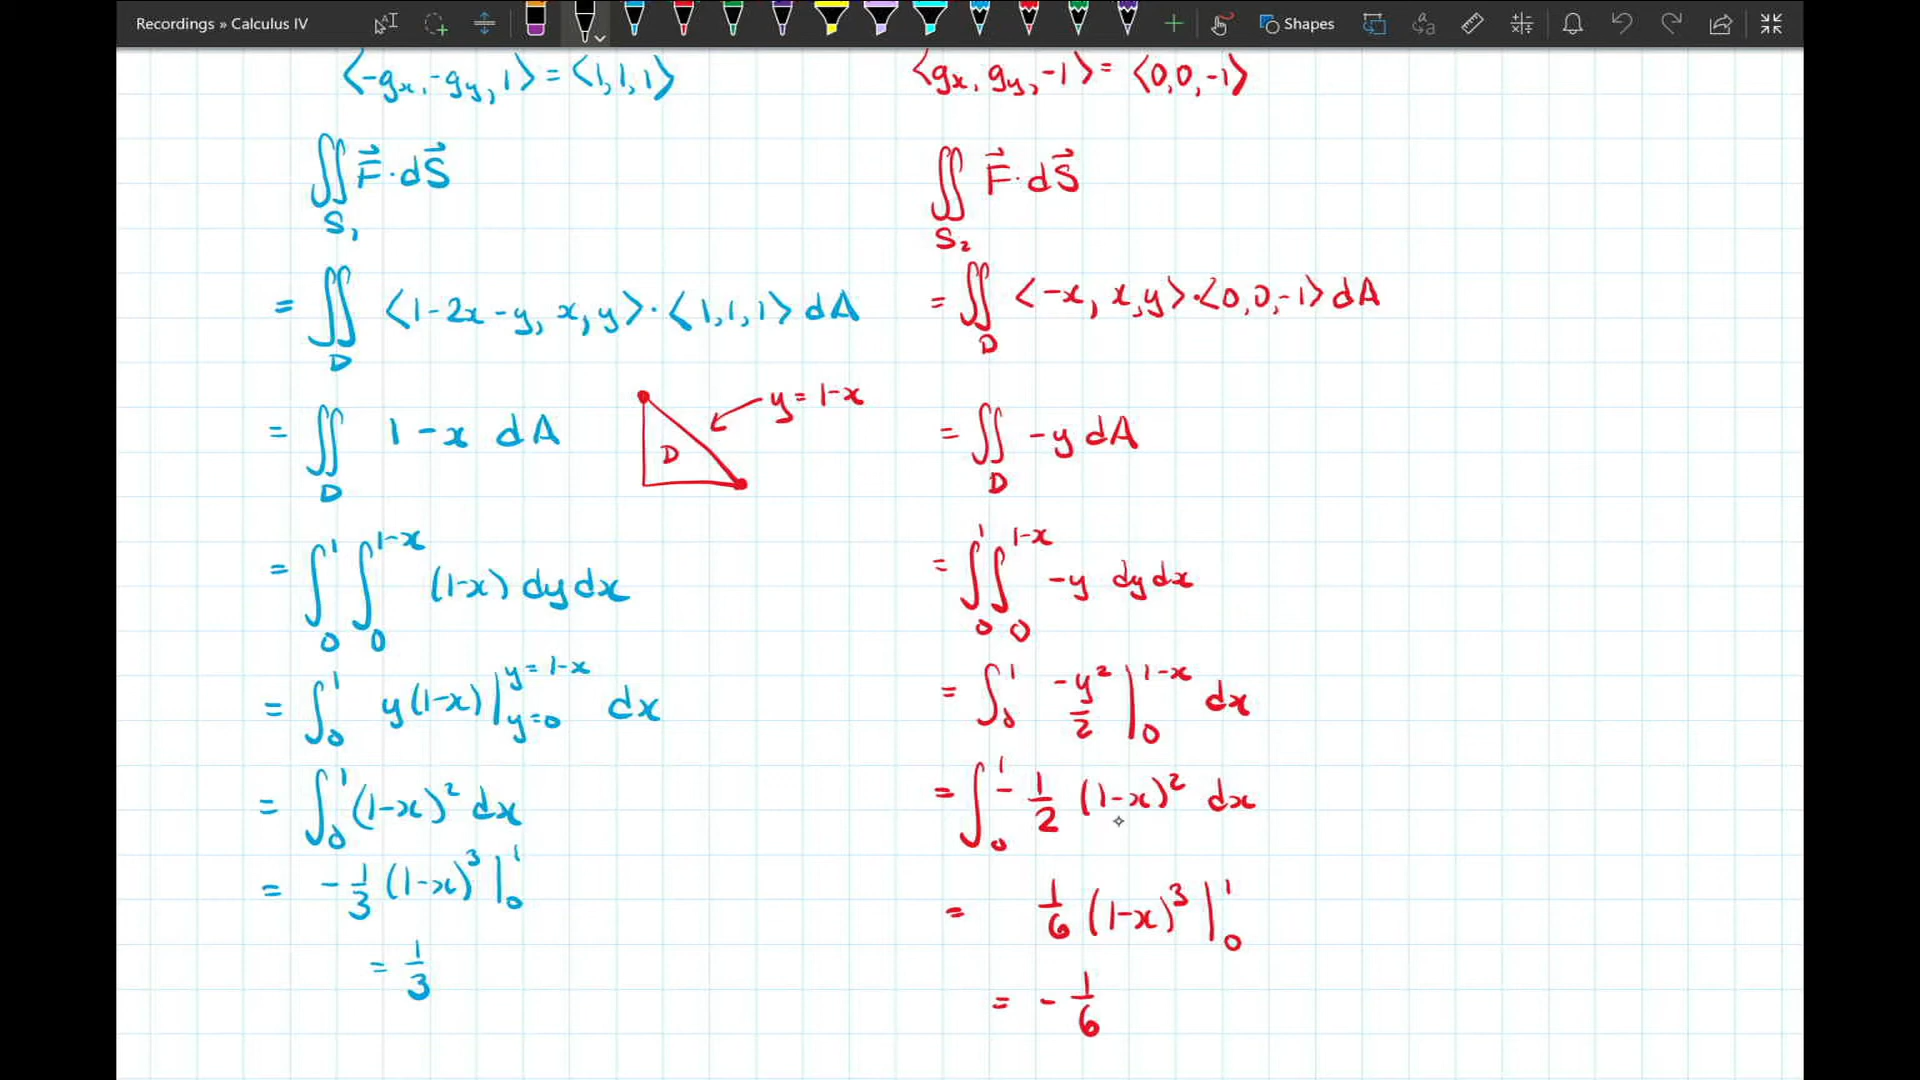 Recordings » Calculus IV
Shapes
⟨-gₓ, -g_y, 1⟩ = ⟨1, 1, 1⟩
∬_{S₁} F⃗ · dS⃗
= ∬_D ⟨1-2x-y, x, y⟩ · ⟨1, 1, 1⟩ dA
= ∬_D 1-x dA
D
y = 1-x
= ∫₀¹ ∫₀^{1-x} (1-x) dy dx
= ∫₀¹ y(1-x) |_{y=0}^{y=1-x} dx
= ∫₀¹ (1-x)² dx
= -1/3 (1-x)³ |₀¹
= 1/3
⟨gₓ, g_y, -1⟩ = ⟨0, 0, -1⟩
∬_{S₂} F⃗ · dS⃗
= ∬_D ⟨-x, x, y⟩ · ⟨0, 0, -1⟩ dA
= ∬_D -y dA
= ∫₀¹ ∫₀^{1-x} -y dy dx
= ∫₀¹ -y²/2 |₀^{1-x} dx
= ∫₀¹ -1/2 (1-x)² dx
= 1/6 (1-x)³ |₀¹
= -1/6